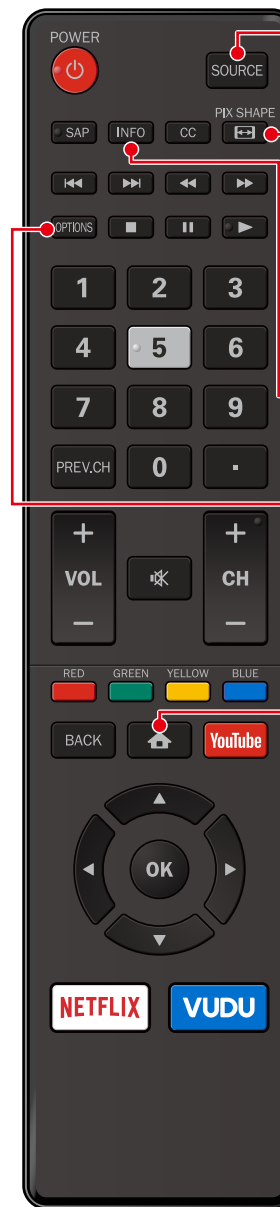 POWER
SOURCE
PIX SHAPE
SAP INFO CC
OPTIONS
1 2 3
4 5 6
7 8 9
PREV.CH 0 .
+ +
VOL CH
– –
RED GREEN YELLOW BLUE
BACK YouTube
OK
NETFLIX VUDU